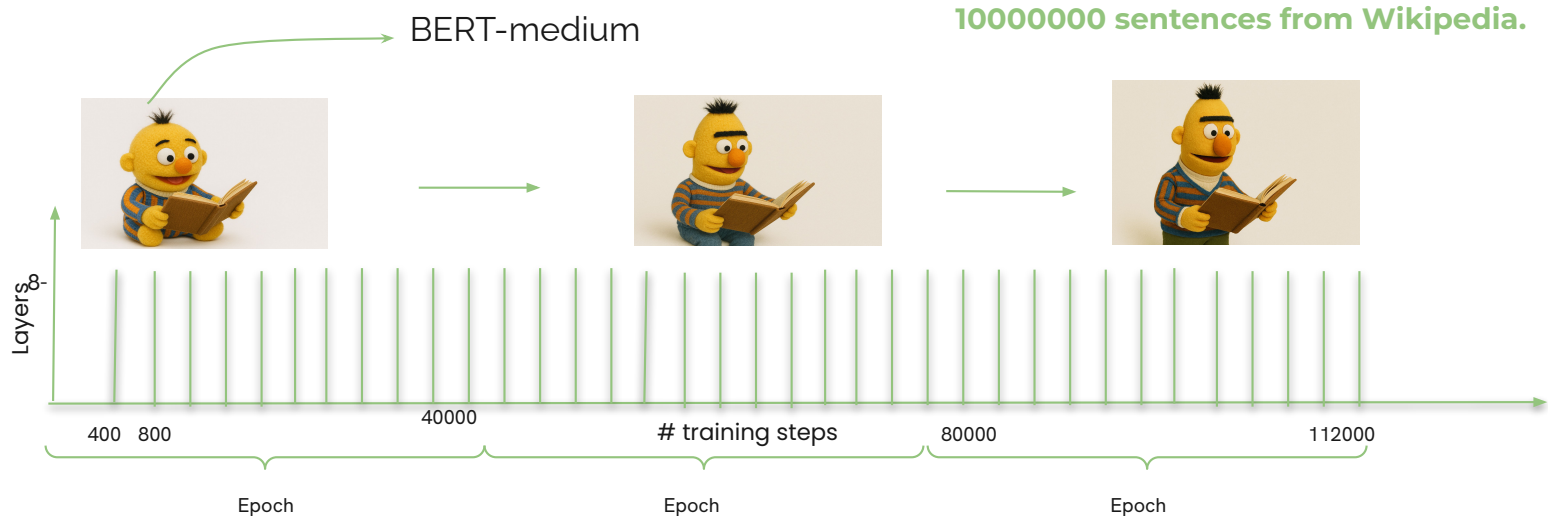 BERT-medium
10000000 sentences from Wikipedia.
Layers
8-
40000
400
800
# training steps
80000
112000
Epoch
Epoch
Epoch